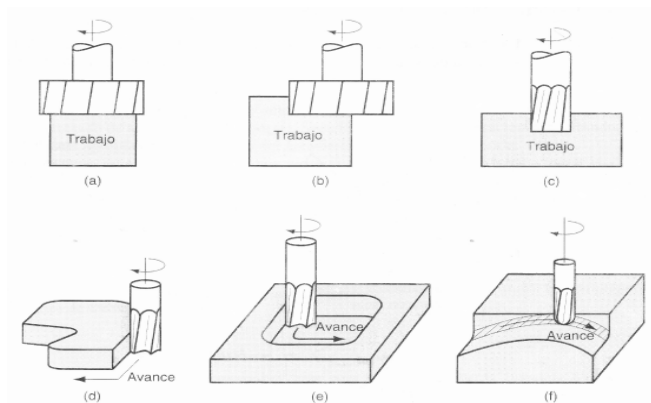 Trabajo
(a)
Trabajo
(b)
Trabajo
(c)
Avance
(d)
Avance
(e)
Avance
(f)